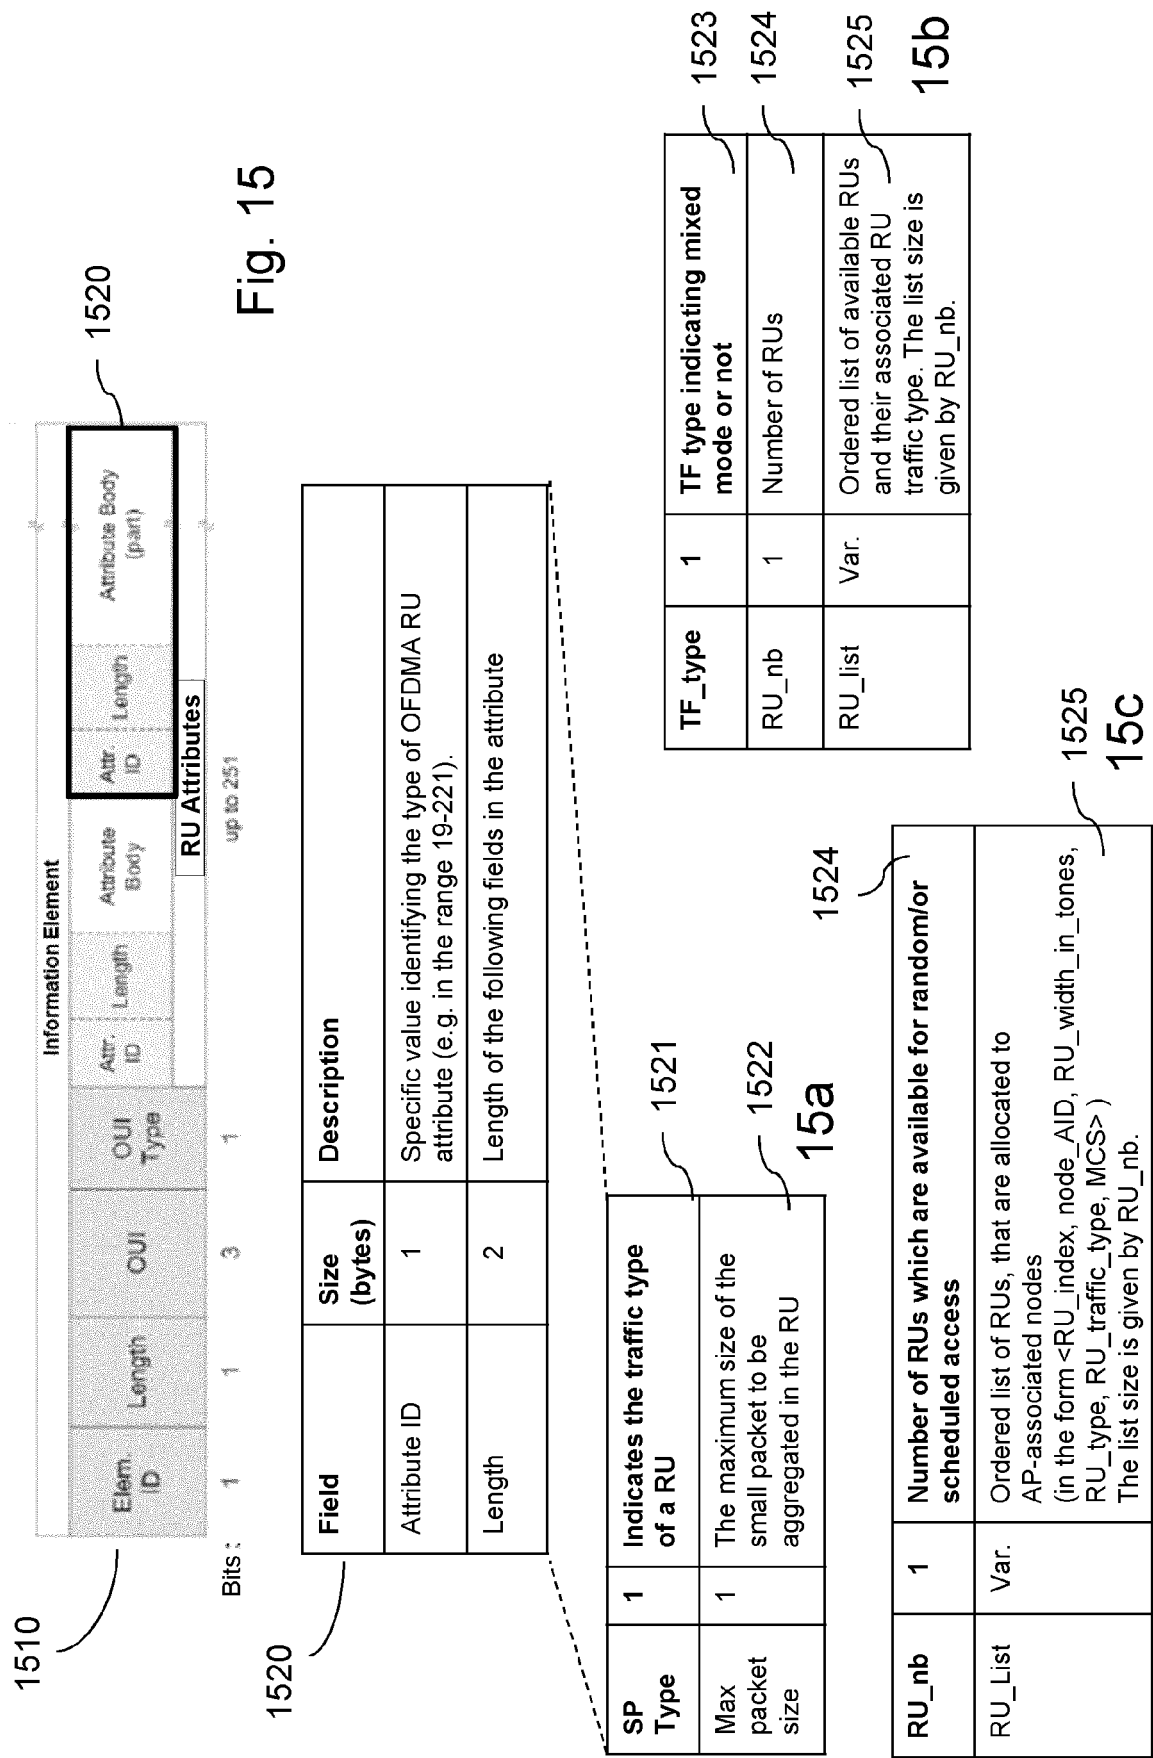 1510
Information Element
1520
Elem. ID
Length
OUI
OUI Type
Attr. ID
Length
Attribute Body
Attr. ID
Length
Attribute Body (part)
RU Attributes
Bits :
1
1
3
1
up to 251
Fig. 15
1520
Field
Size (bytes)
Description
Attribute ID
1
Specific value identifying the type of OFDMA RU
attribute (e.g. in the range 19-221).
Length
2
Length of the following fields in the attribute
SP Type
1
Indicates the traffic type
of a RU
1521
Max packet size
1
The maximum size of the
small packet to be
aggregated in the RU
1522
15a
TF_type
1
TF type indicating mixed
mode or not
1523
RU_nb
1
Number of RUs
1524
RU_list
Var.
Ordered list of available RUs
and their associated RU
traffic type. The list size is
given by RU_nb.
1525
15b
RU_nb
1
Number of RUs which are available for random/or
scheduled access
1524
RU_List
Var.
Ordered list of RUs, that are allocated to
AP-associated nodes
(in the form <RU_index, node_AID, RU_width_in_tones,
RU_type, RU_traffic_type, MCS> )
The list size is given by RU_nb.
1525
15c